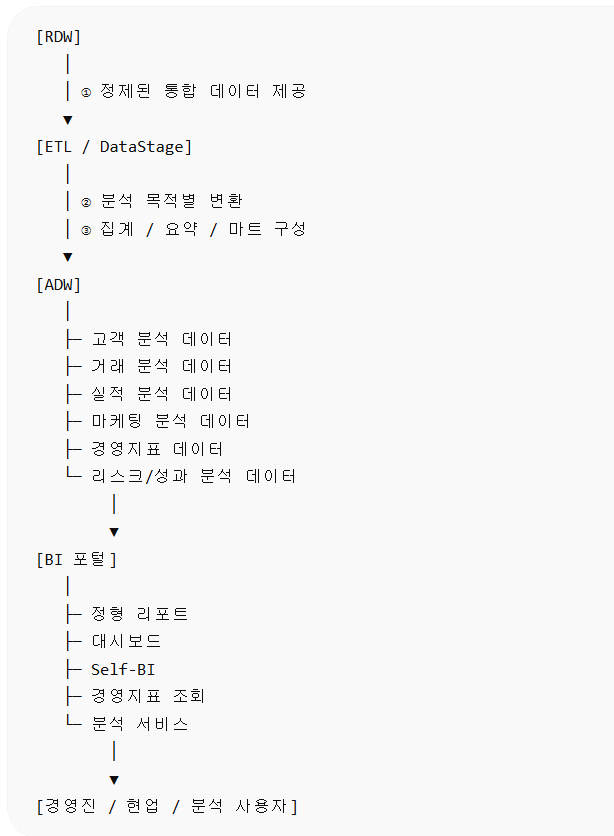 [RDW]
│
│ ① 정제된 통합 데이터 제공
▼
[ETL / DataStage]
│
│ ② 분석 목적별 변환
│ ③ 집계 / 요약 / 마트 구성
▼
[ADW]
│
├─ 고객 분석 데이터
├─ 거래 분석 데이터
├─ 실적 분석 데이터
├─ 마케팅 분석 데이터
├─ 경영지표 데이터
└─ 리스크/성과 분석 데이터
│
▼
[BI 포털]
│
├─ 정형 리포트
├─ 대시보드
├─ Self-BI
├─ 경영지표 조회
└─ 분석 서비스
│
▼
[경영진 / 현업 / 분석 사용자]